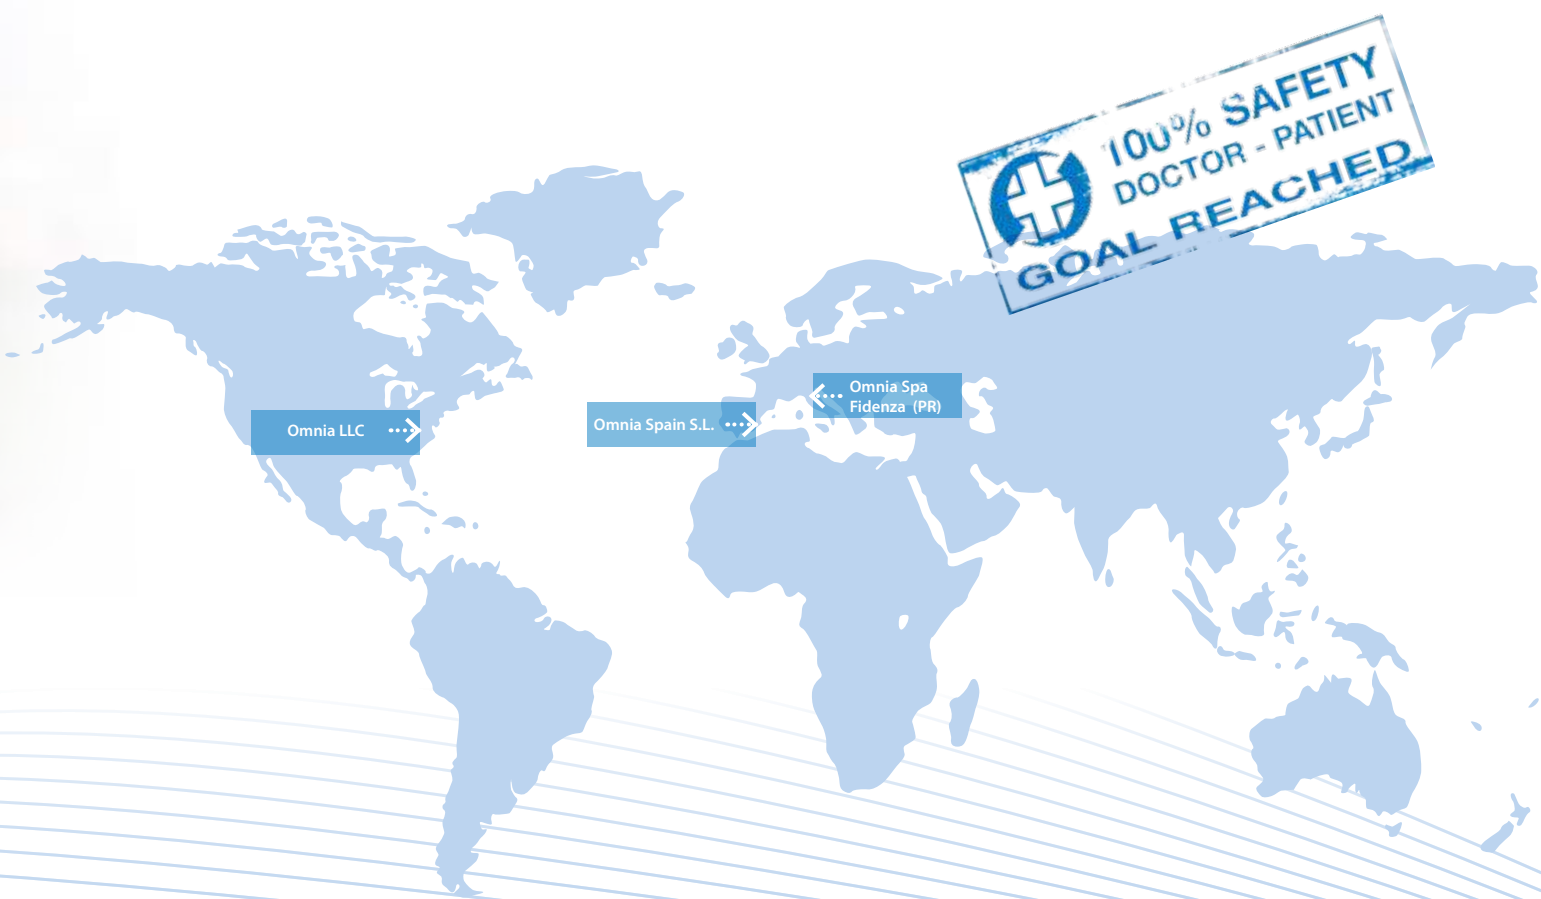 100% SAFETY
DOCTOR - PATIENT
GOAL REACHED
Omnia Spa
Fidenza (PR)
Omnia Spain S.L.
Omnia LLC